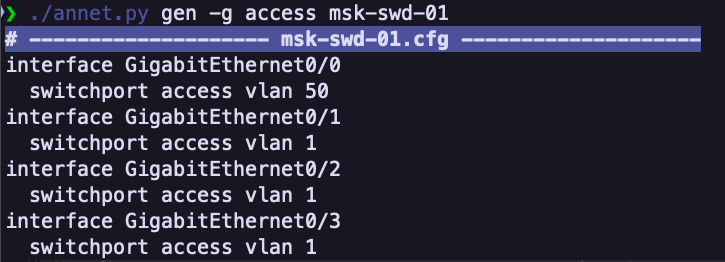 ❯ ./annet.py gen -g access msk-swd-01
# -------------------- msk-swd-01.cfg --------------------
interface GigabitEthernet0/0
  switchport access vlan 50
interface GigabitEthernet0/1
  switchport access vlan 1
interface GigabitEthernet0/2
  switchport access vlan 1
interface GigabitEthernet0/3
  switchport access vlan 1